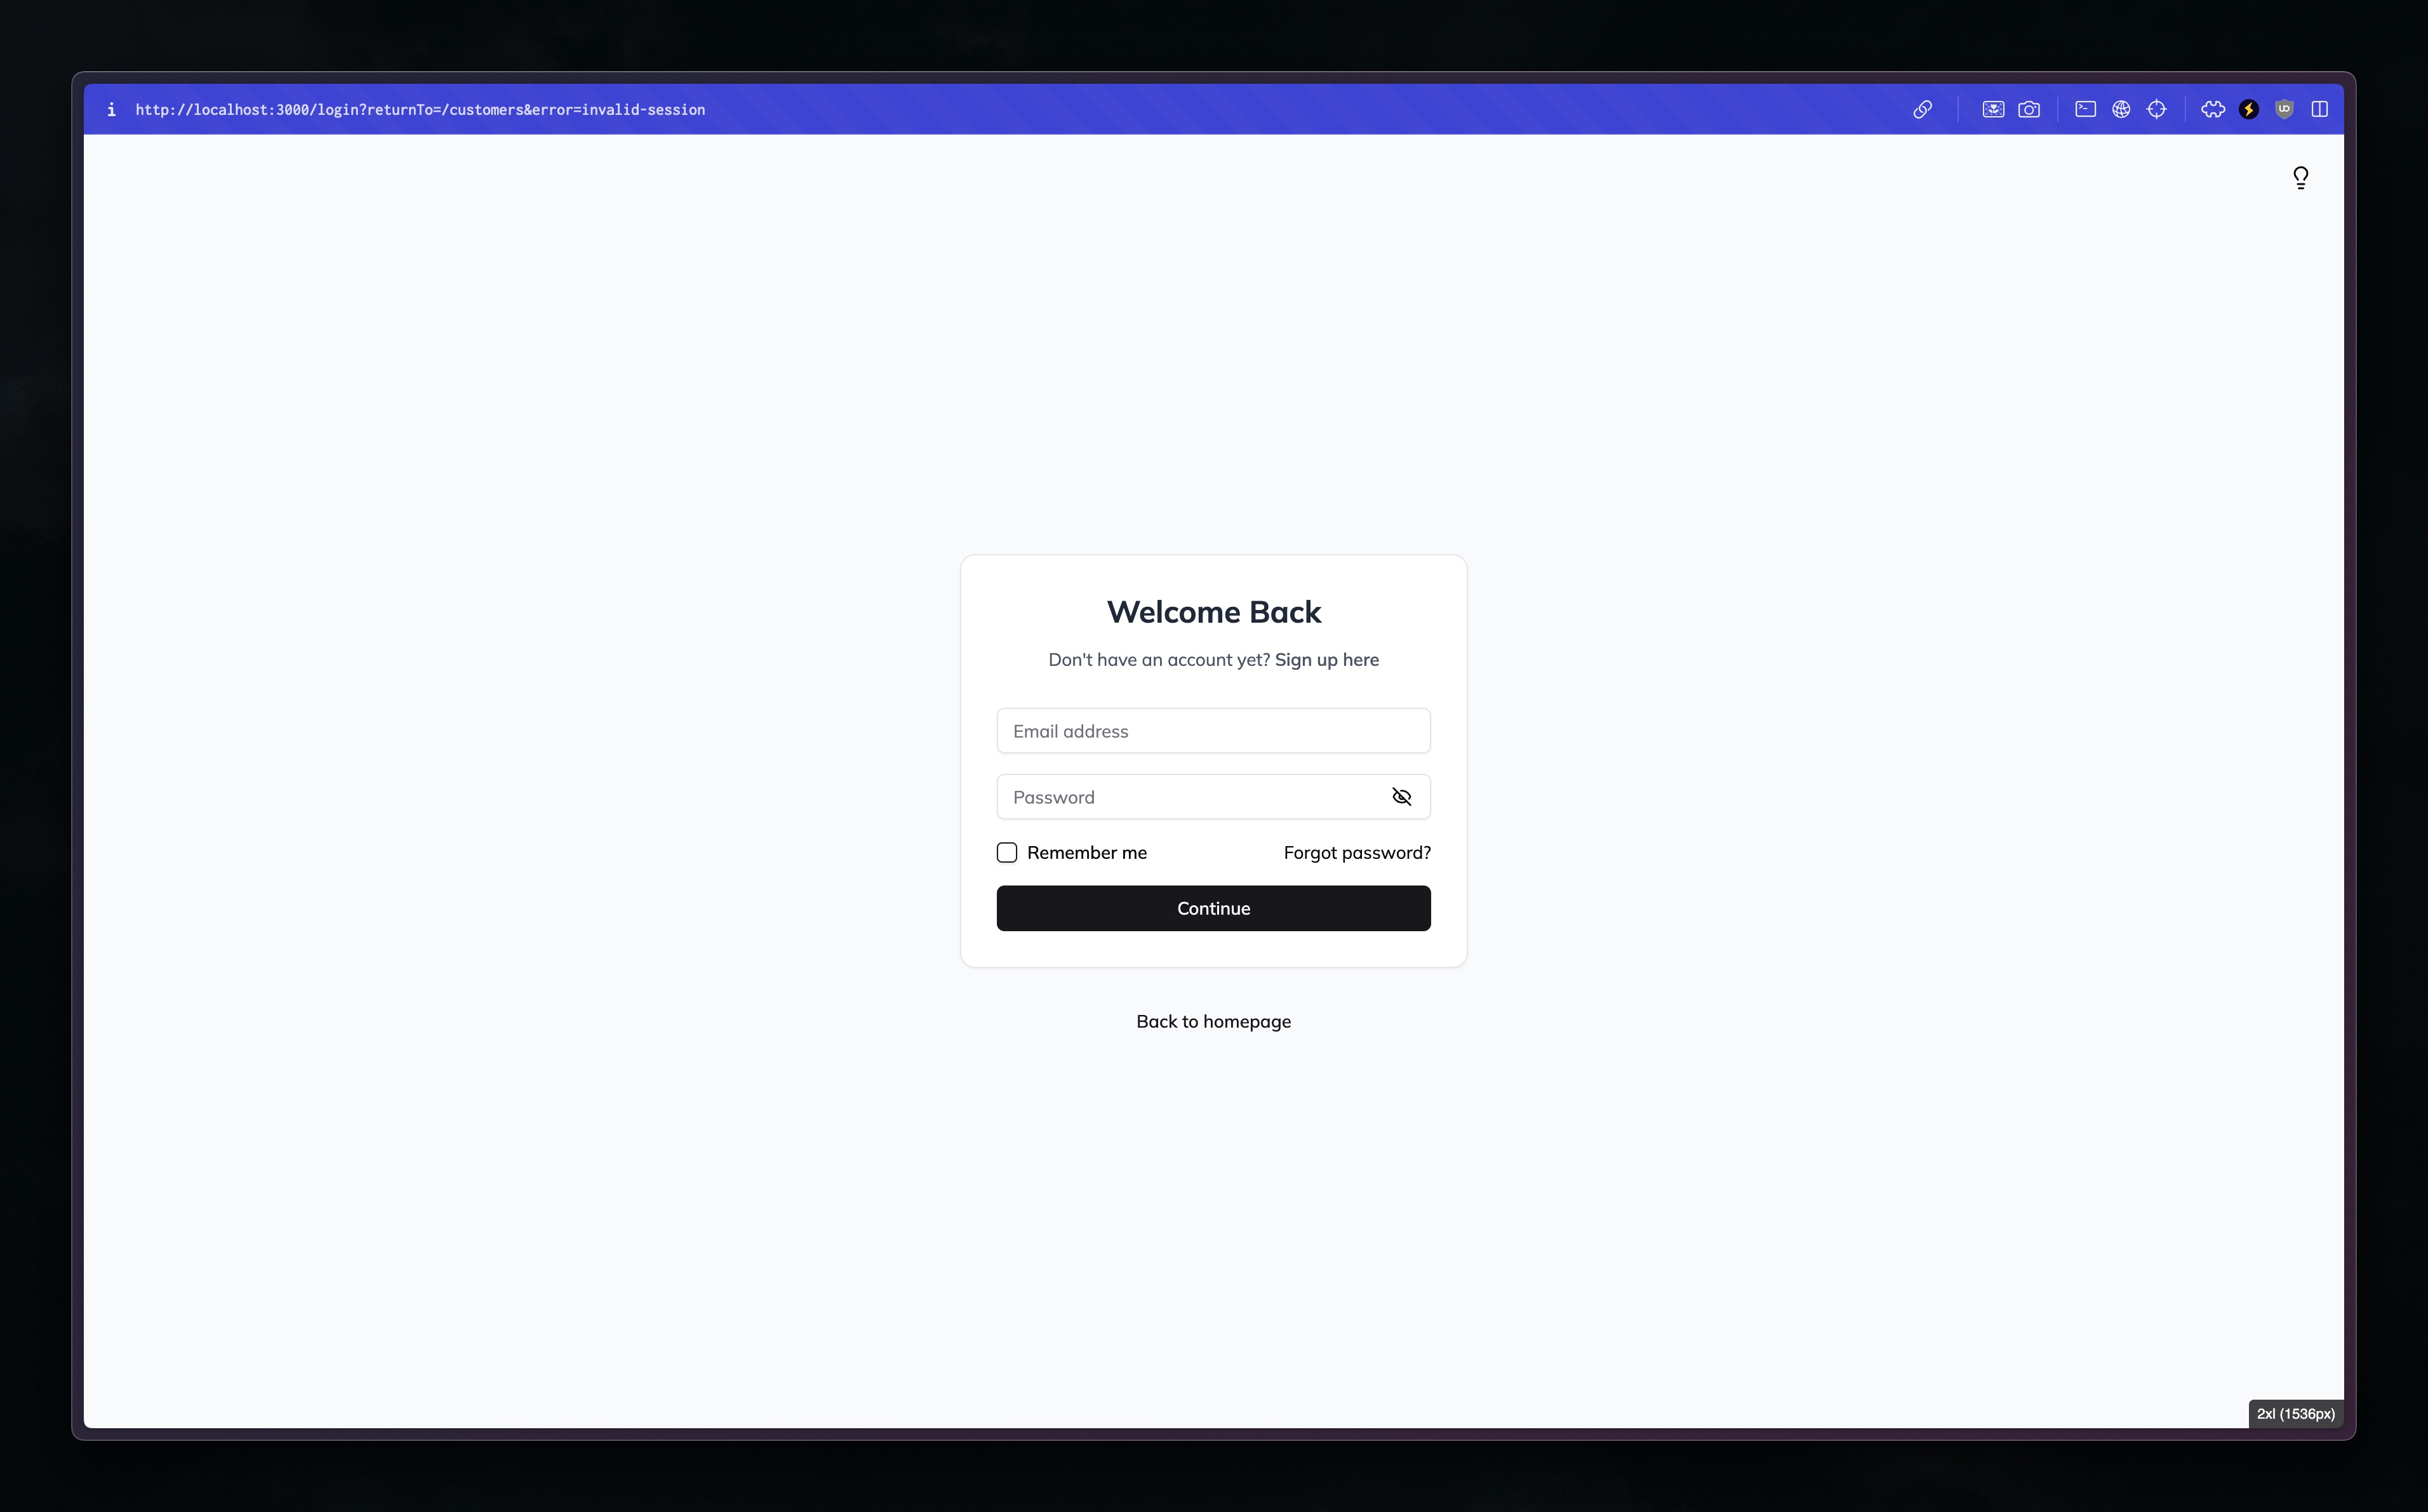 i http://localhost:3000/login?returnTo=/customers&error=invalid-session
Welcome Back
Don't have an account yet? Sign up here
Email address
Password
Remember me
Forgot password?
Continue
Back to homepage
2xl (1536px)